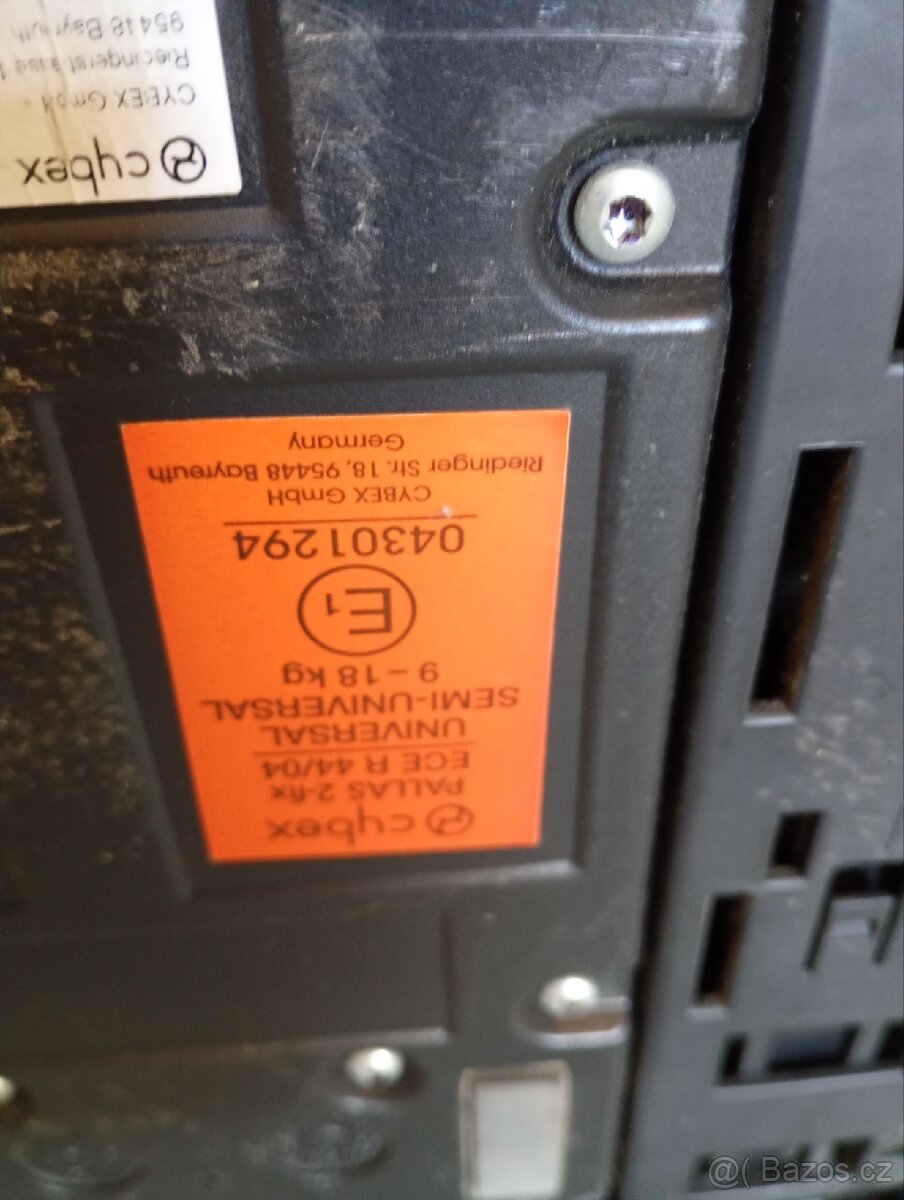 cybex
CYBEX GmbH
95448 Bayreuth
cybex
PALLAS 2-fix
ECE R 44/04
UNIVERSAL
SEMI-UNIVERSAL
9 – 18 kg
E1
04301294
CYBEX GmbH
Riedinger Str. 18, 95448 Bayreuth
Germany
Bazos.cz